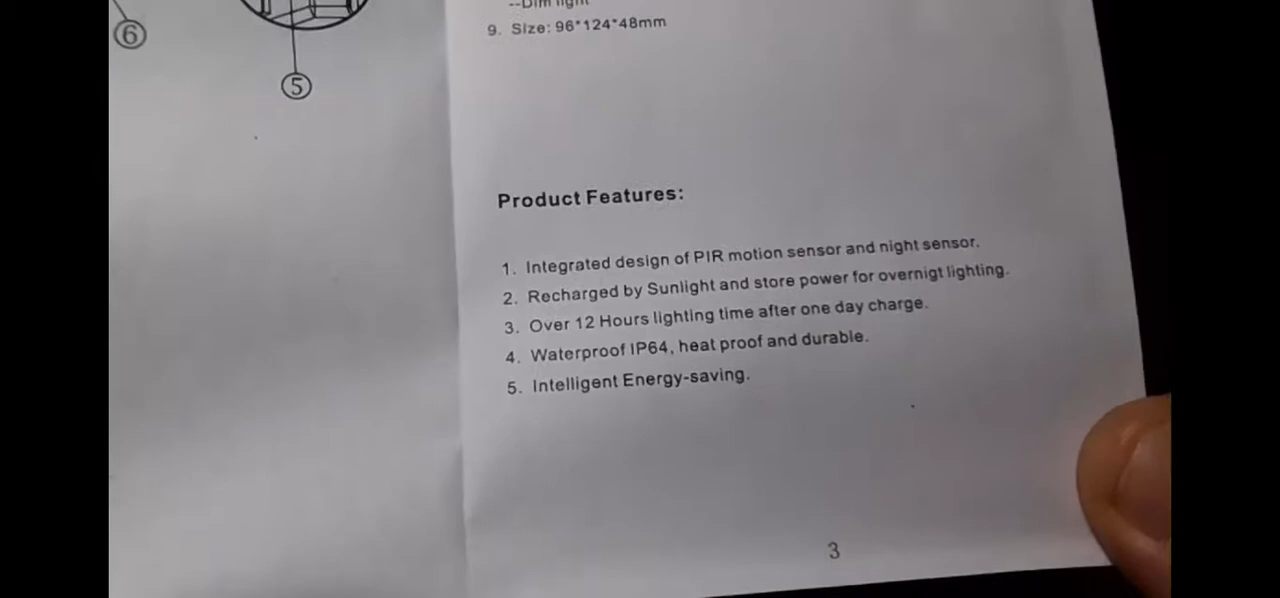 ⑥
⑤
--Dim light
9. Size: 96*124*48mm
Product Features:
1. Integrated design of PIR motion sensor and night sensor.
2. Recharged by Sunlight and store power for overnigt lighting.
3. Over 12 Hours lighting time after one day charge.
4. Waterproof IP64, heat proof and durable.
5. Intelligent Energy-saving.
3